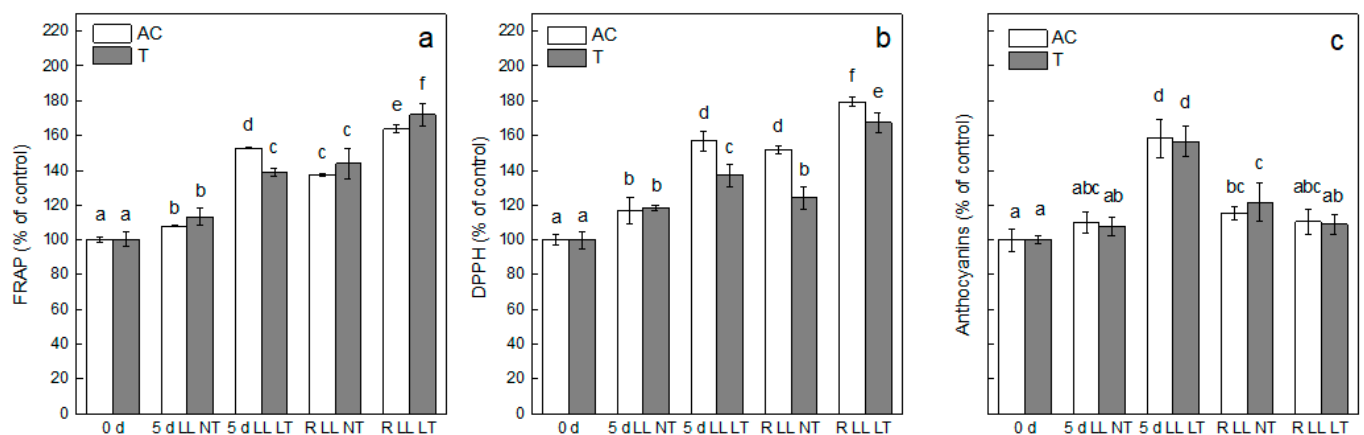 220
200
180
160
140
120
100
80
60
40
20
0
FRAP (% of control)
AC
T
a
a a b b d c c c e f
0 d 5 d LL NT 5 d LL LT R LL NT R LL LT
220
200
180
160
140
120
100
80
60
40
20
0
DPPH (% of control)
AC
T
b
a a b b d c d b f e
0 d 5 d LL NT 5 d LL LT R LL NT R LL LT
Anthocyanins (% of control)
AC
T
c
a a abc ab d d bc c abc ab
0 d 5 d LL NT 5 d LL LT R LL NT R LL LT